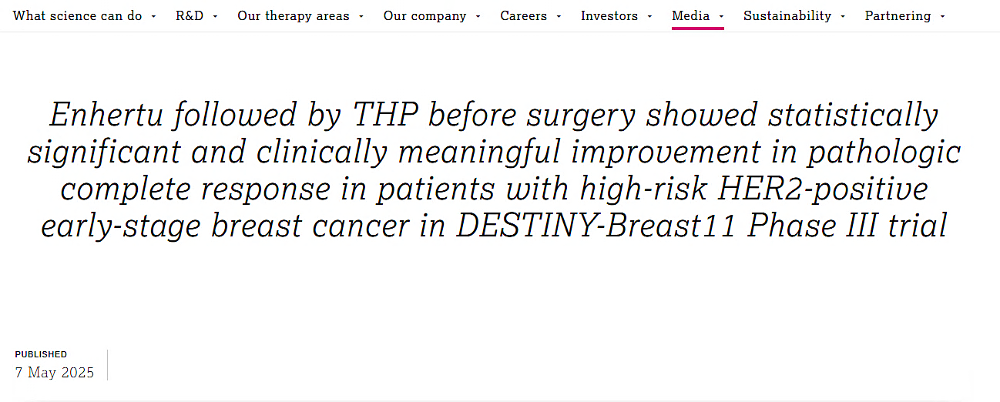 What science can do R&D Our therapy areas Our company Careers Investors Media Sustainability Partnering
Enhertu followed by THP before surgery showed statistically
significant and clinically meaningful improvement in pathologic
complete response in patients with high-risk HER2-positive
early-stage breast cancer in DESTINY-Breast11 Phase III trial
PUBLISHED
7 May 2025